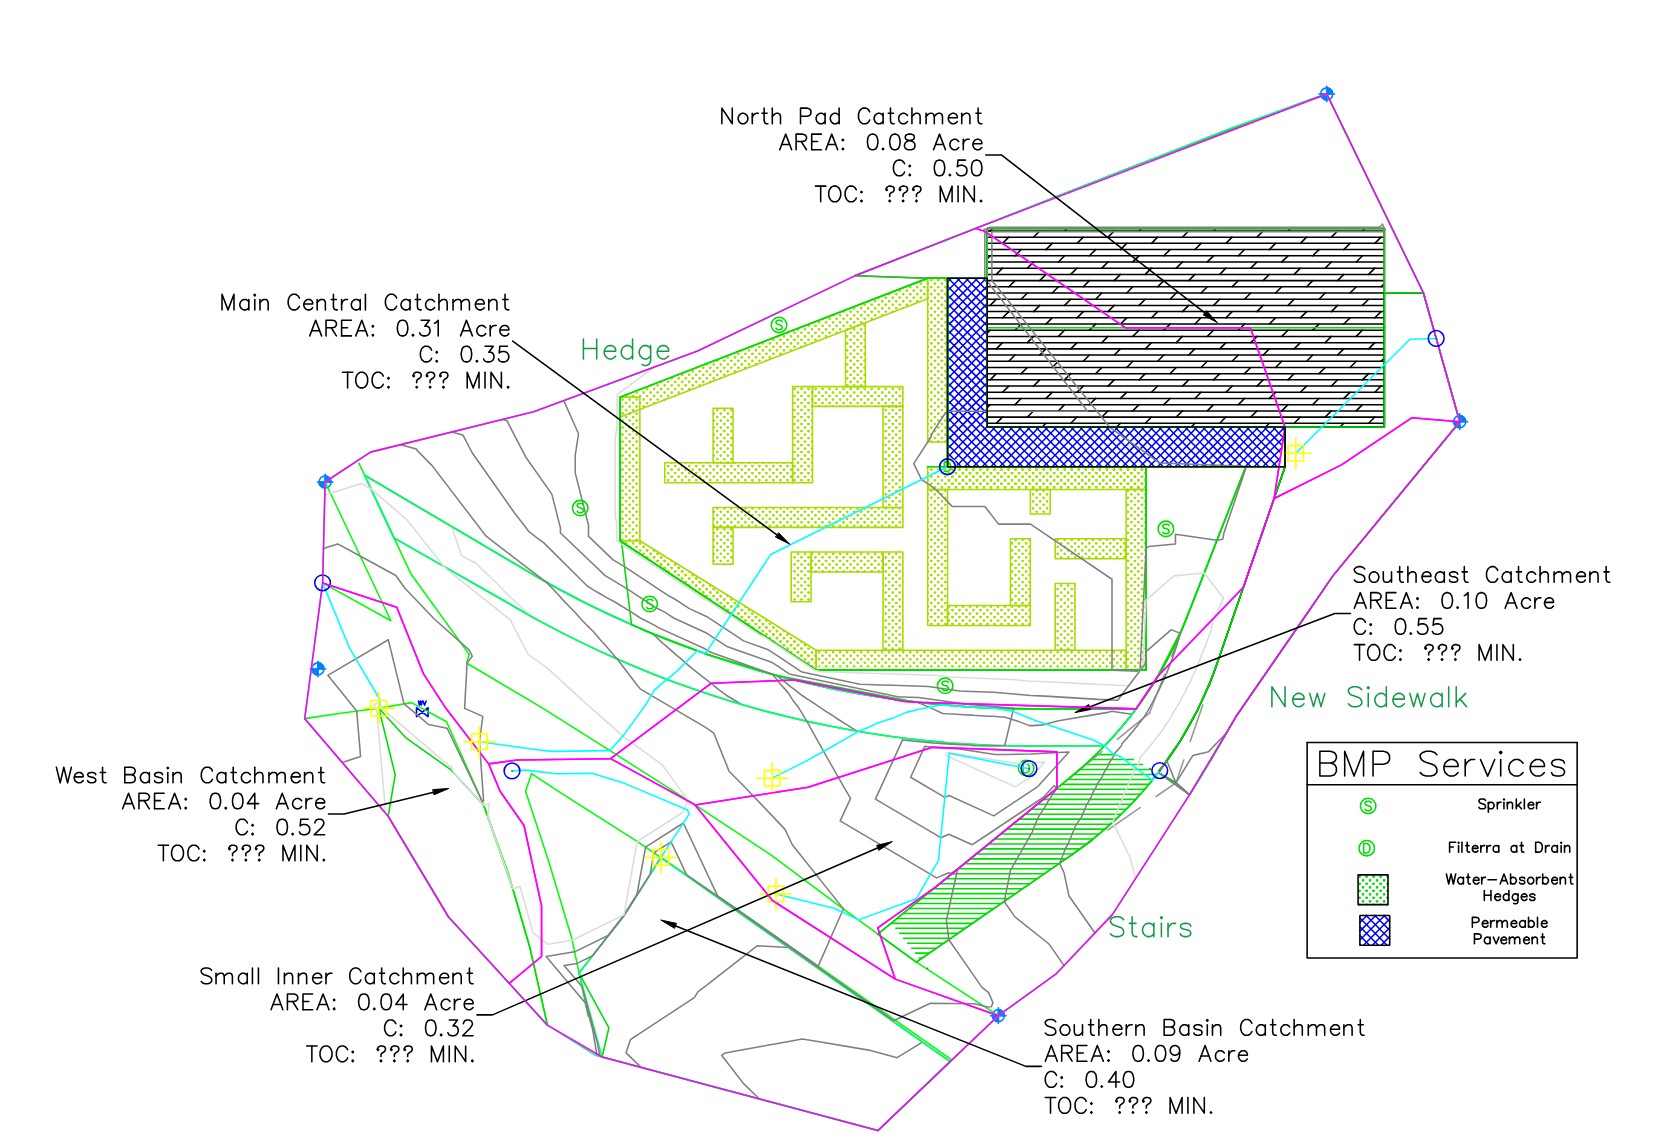 North Pad Catchment
AREA: 0.08 Acre
C: 0.50
TOC: ??? MIN.
Main Central Catchment
AREA: 0.31 Acre
C: 0.35
TOC: ??? MIN.
Hedge
S
S
S
S
S
Southeast Catchment
AREA: 0.10 Acre
C: 0.55
TOC: ??? MIN.
New Sidewalk
WV
D
West Basin Catchment
AREA: 0.04 Acre
C: 0.52
TOC: ??? MIN.
BMP Services
S Sprinkler
D Filterra at Drain
Water-Absorbent
Hedges
Permeable
Pavement
Stairs
Small Inner Catchment
AREA: 0.04 Acre
C: 0.32
TOC: ??? MIN.
Southern Basin Catchment
AREA: 0.09 Acre
C: 0.40
TOC: ??? MIN.